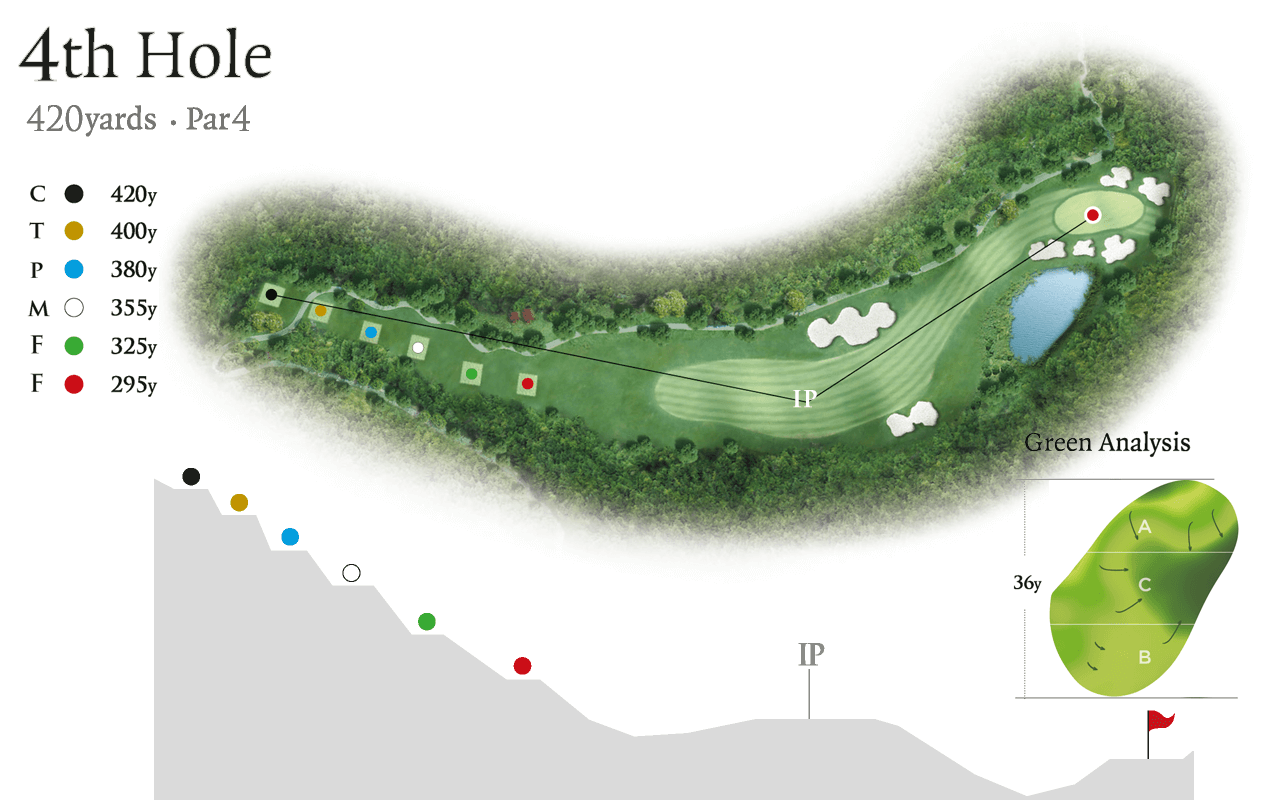 4th Hole
420yards · Par4
C 420y
T 400y
P 380y
M 355y
F 325y
F 295y
IP
Green Analysis
A
36y
C
B
IP